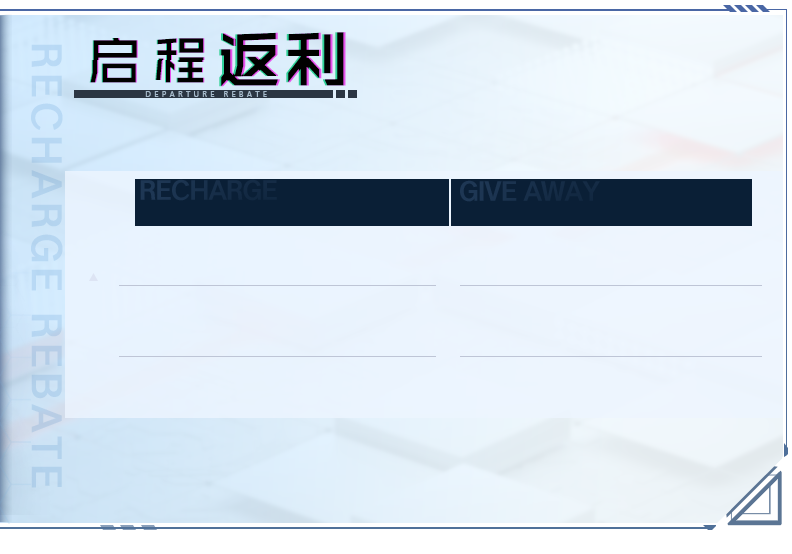 启程返利
DEPARTURE REBATE
RECHARGE REBATE
RECHARGE
GIVE AWAY